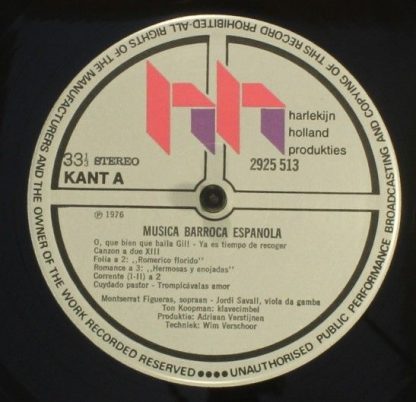 ALL RIGHTS OF THE MANUFACTURERS AND THE OWNER OF THE WORK RECORDED RESERVED ●●●● UNAUTHORISED PUBLIC PERFORMANCE BROADCASTING AND COPYING OF THIS RECORD PROHIBITED
harlekijn
holland
produkties
33⅓ STEREO
2925 513
KANT A
℗ 1976
MUSICA BARROCA ESPANOLA
O, que bien que baila Gil! - Ya es tiempo de recoger
Canzon a due XIII
Folia a 2: ,,Romerico florido''
Romance a 3: ,,Hermosas y enojadas''
Corrente (I-II) a 2
Cuydado pastor - Trompicávalas amor
Montserrat Figueras, sopraan - Jordi Savall, viola da gamba
Ton Koopman: klavecimbel
Produktie: Adriaan Verstijnen
Techniek: Wim Verschoor